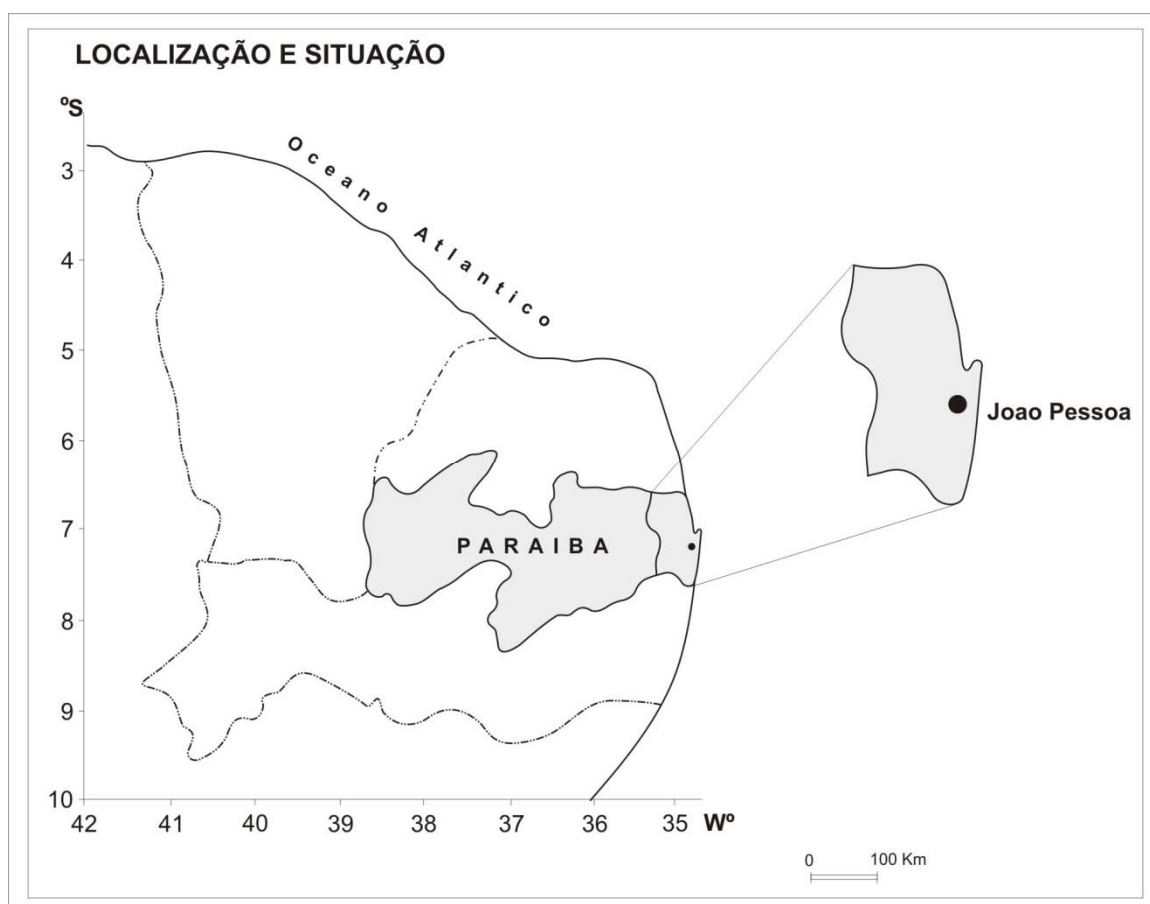 LOCALIZAÇÃO E SITUAÇÃO
ºS
Oceano Atlantico
3
4
5
6
7
8
9
10
PARAIBA
Joao Pessoa
42 41 40 39 38 37 36 35 Wº
0 100 Km